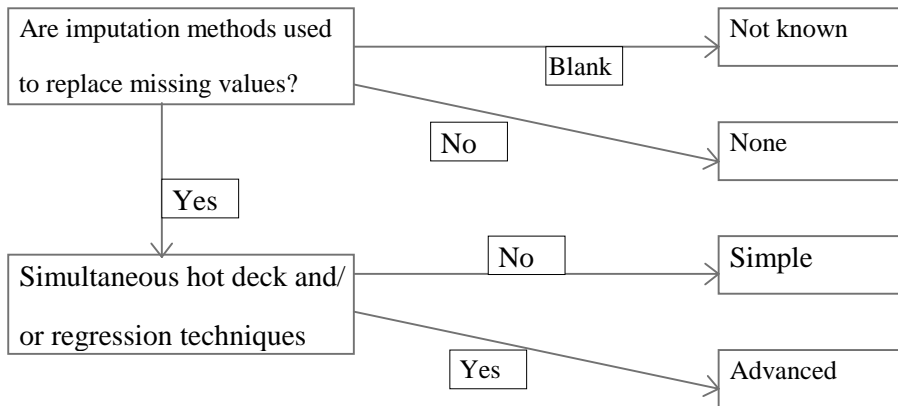 Are imputation methods used
to replace missing values?
Blank
Not known
No
None
Yes
Simultaneous hot deck and/
or regression techniques
No
Simple
Yes
Advanced